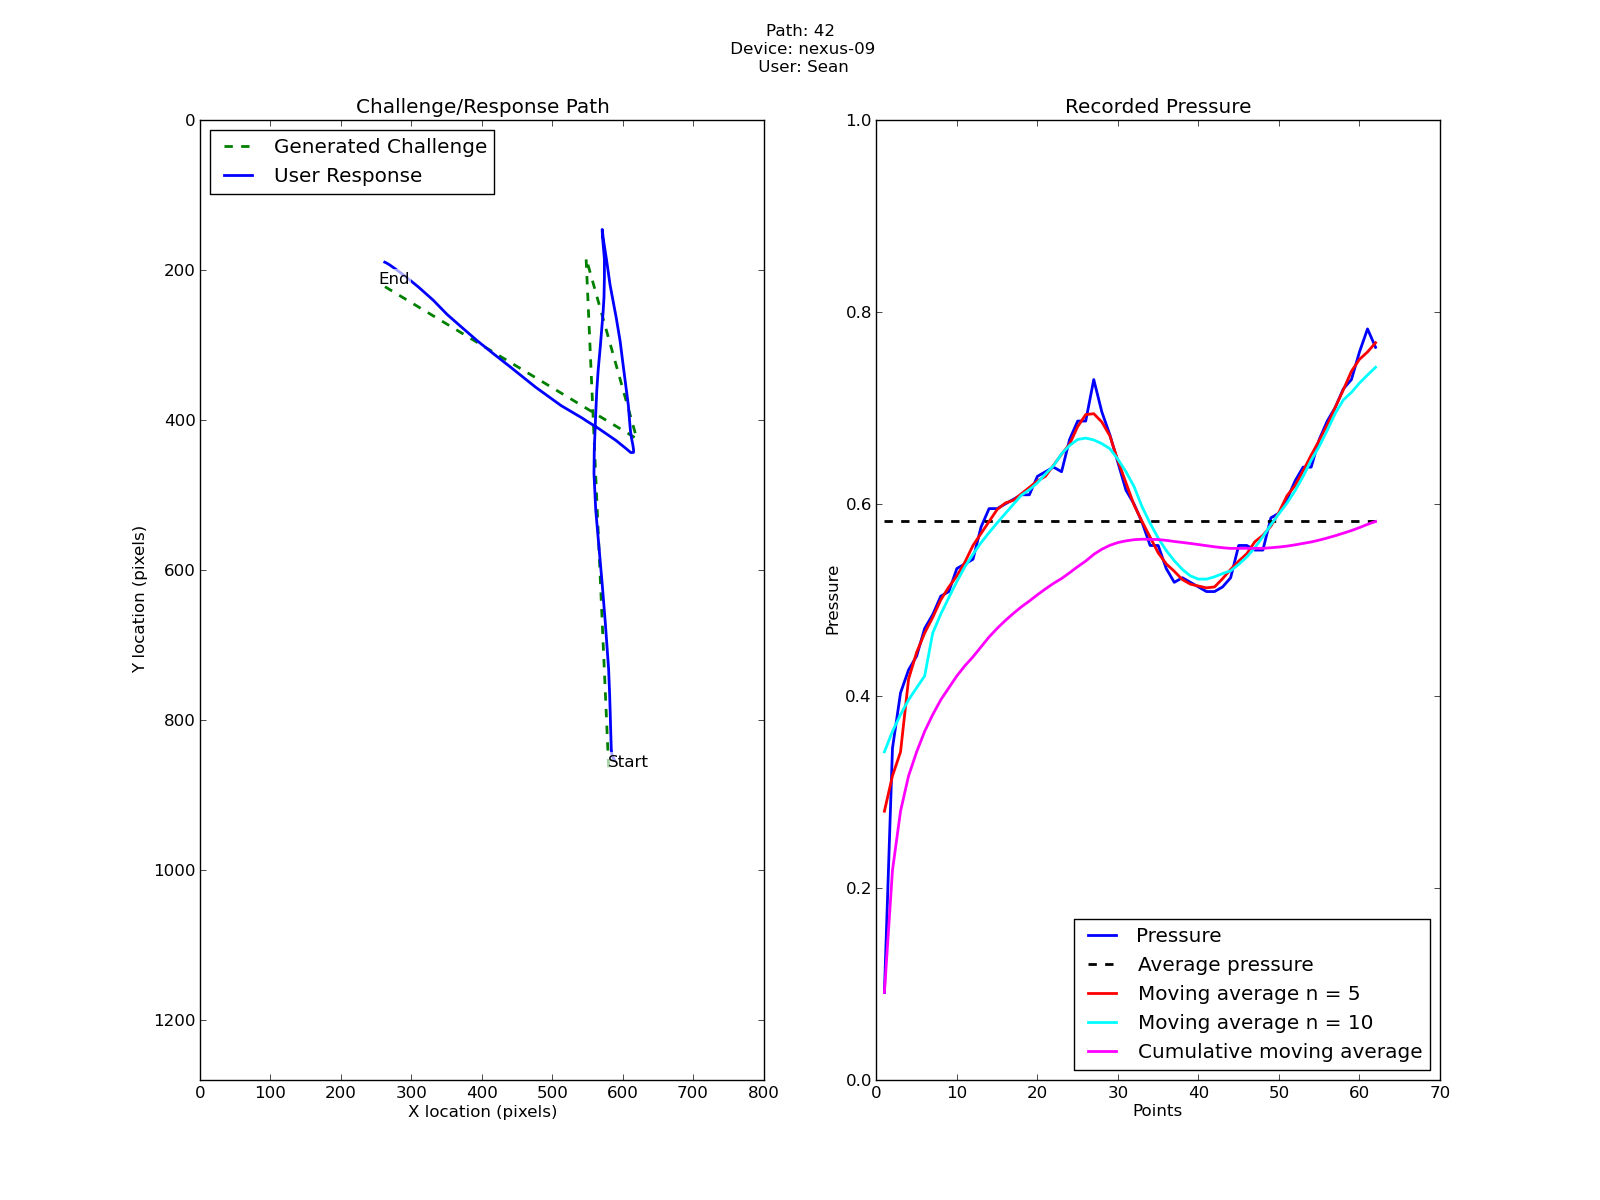 Path: 42
Device: nexus-09
User: Sean
Challenge/Response Path
Generated Challenge
User Response
End
Start
0
200
400
600
800
1000
1200
Y location (pixels)
0 100 200 300 400 500 600 700 800
X location (pixels)
Recorded Pressure
1.0
0.8
0.6
0.4
0.2
0.0
Pressure
Pressure
Average pressure
Moving average n = 5
Moving average n = 10
Cumulative moving average
0 10 20 30 40 50 60 70
Points